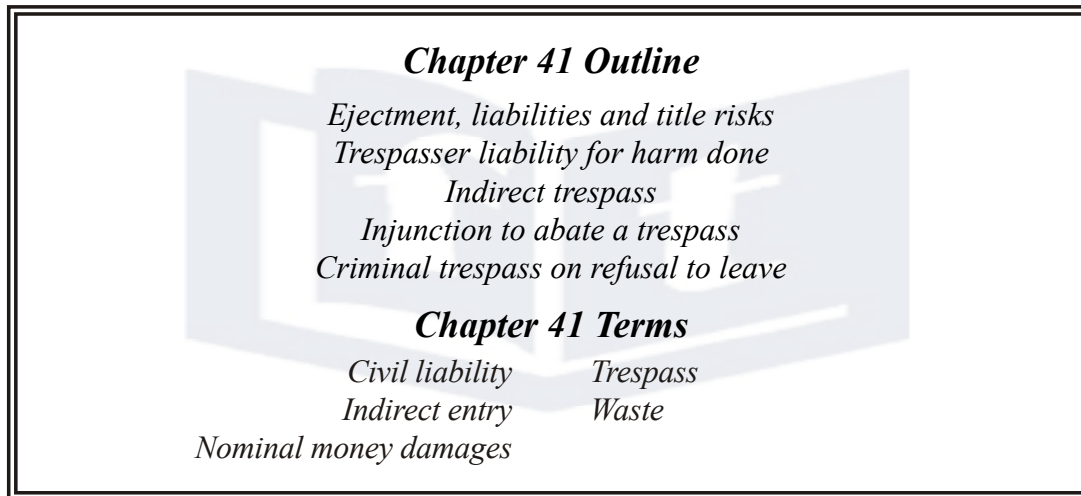 Chapter 41 Outline
Ejectment, liabilities and title risks
Trespasser liability for harm done
Indirect trespass
Injunction to abate a trespass
Criminal trespass on refusal to leave
Chapter 41 Terms
Civil liability
Indirect entry
Nominal money damages
Trespass
Waste